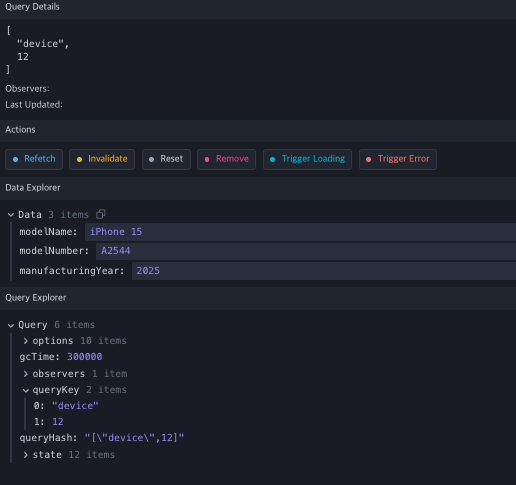 Query Details
[
"device",
12
]
Observers:
Last Updated:
Actions
Refetch
Invalidate
Reset
Remove
Trigger Loading
Trigger Error
Data Explorer
Data 3 items
modelName: iPhone 15
modelNumber: A2544
manufacturingYear: 2025
Query Explorer
Query 6 items
options 10 items
gcTime: 300000
observers 1 item
queryKey 2 items
0: "device"
1: 12
queryHash: "[\"device\",12]"
state 12 items